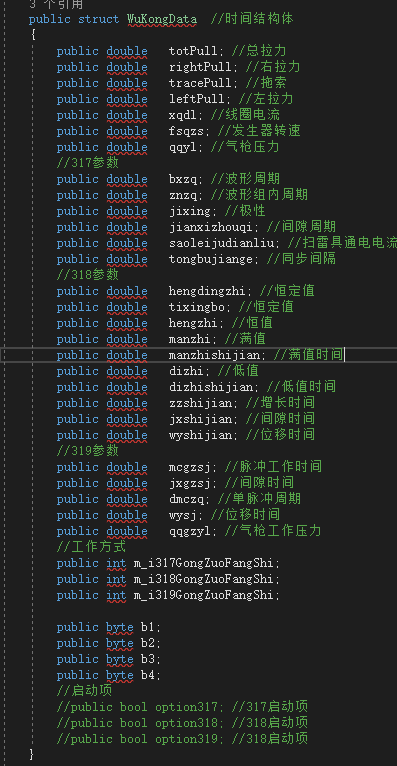 3 个引用
public struct WuKongData //时间结构体
{
public double totPull; //总拉力
public double rightPull; //右拉力
public double tracePull; //拖索
public double leftPull; //左拉力
public double xqdl; //线圈电流
public double fsqzs; //发生器转速
public double qqyl; //气枪压力
//317参数
public double bxzq; //波形周期
public double znzq; //波形组内周期
public double jixing; //极性
public double jianxizhouqi; //间隙周期
public double saoleijudianliu; //扫雷具通电电流
public double tongbujiange; //同步间隔
//318参数
public double hengdingzhi; //恒定值
public double tixingbo; //恒定值
public double hengzhi; //恒值
public double manzhi; //满值
public double manzhishijian; //满值时间
public double dizhi; //低值
public double dizhishijian; //低值时间
public double zzshijian; //增长时间
public double jxshijian; //间隙时间
public double wyshijian; //位移时间
//319参数
public double mcgzsj; //脉冲工作时间
public double jxgzsj; //间隙时间
public double dmczq; //单脉冲周期
public double wysj; //位移时间
public double qqgzyl; //气枪工作压力
//工作方式
public int m_i317GongZuoFangShi;
public int m_i318GongZuoFangShi;
public int m_i319GongZuoFangShi;
public byte b1;
public byte b2;
public byte b3;
public byte b4;
//启动项
//public bool option317; //317启动项
//public bool option318; //318启动项
//public bool option319; //318启动项
}